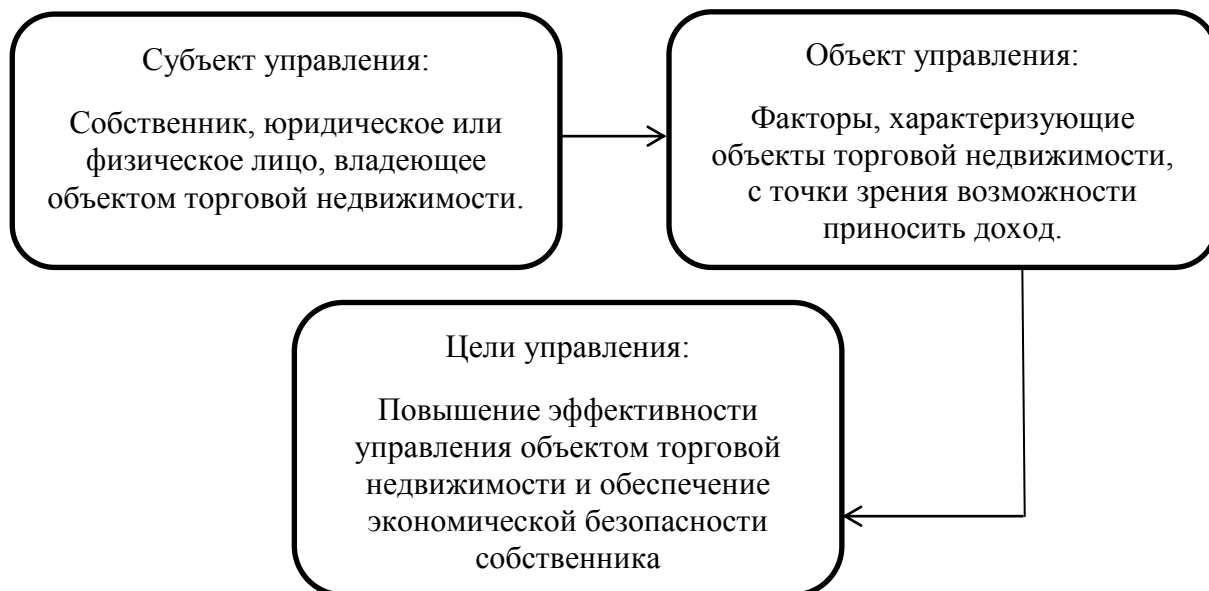 Субъект управления:
Собственник, юридическое или
физическое лицо, владеющее
объектом торговой недвижимости.
Объект управления:
Факторы, характеризующие
объекты торговой недвижимости,
с точки зрения возможности
приносить доход.
Цели управления:
Повышение эффективности
управления объектом торговой
недвижимости и обеспечение
экономической безопасности
собственника